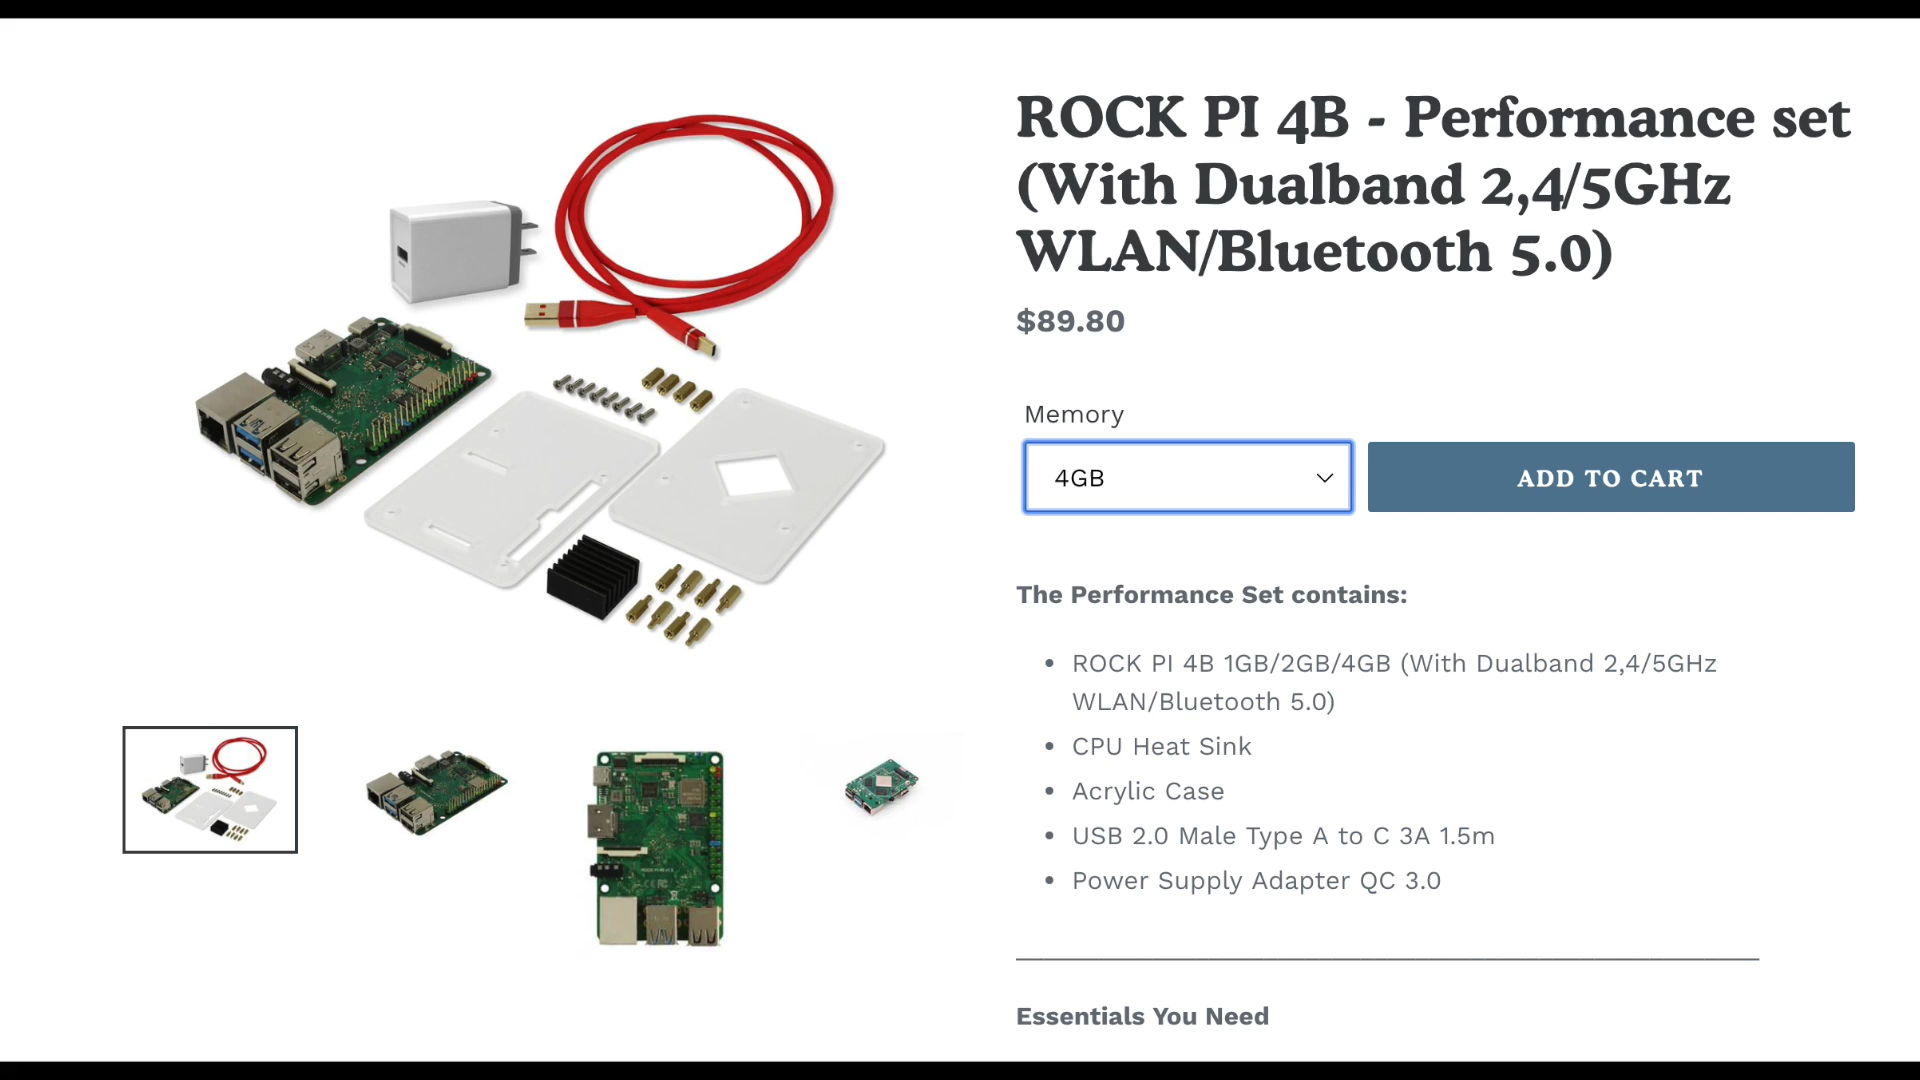 ROCK PI 4B - Performance set
(With Dualband 2,4/5GHz
WLAN/Bluetooth 5.0)
$89.80
Memory
4GB
ADD TO CART
The Performance Set contains:
ROCK PI 4B 1GB/2GB/4GB (With Dualband 2,4/5GHz
WLAN/Bluetooth 5.0)
CPU Heat Sink
Acrylic Case
USB 2.0 Male Type A to C 3A 1.5m
Power Supply Adapter QC 3.0
Essentials You Need